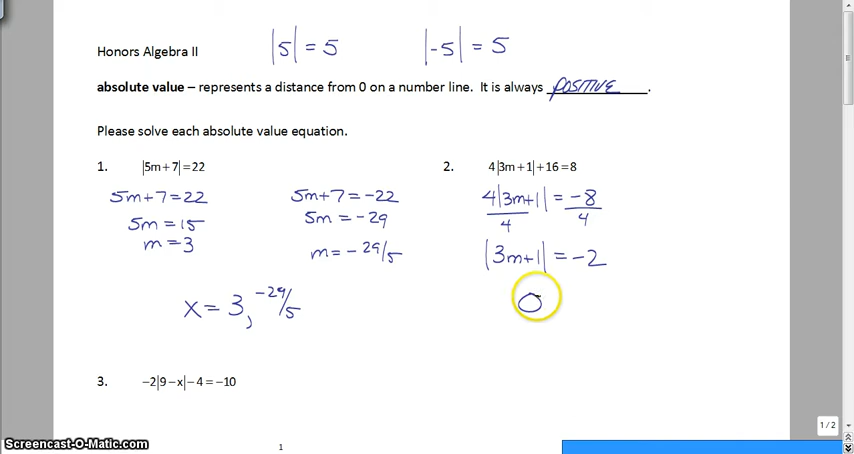 Honors Algebra II |5| = 5 |-5| = 5
absolute value – represents a distance from 0 on a number line. It is always POSITIVE.
Please solve each absolute value equation.
1. |5m+7|=22
5m+7=22 5m+7=-22
5m=15 5m=-29
m=3 m=-29/5
x= 3, -29/5
2. 4|3m+1|+16=8
4|3m+1| = -8
4 4
|3m+1| = -2
0
3. −2|9−x|−4=−10
1 / 2
Screencast-O-Matic.com
1